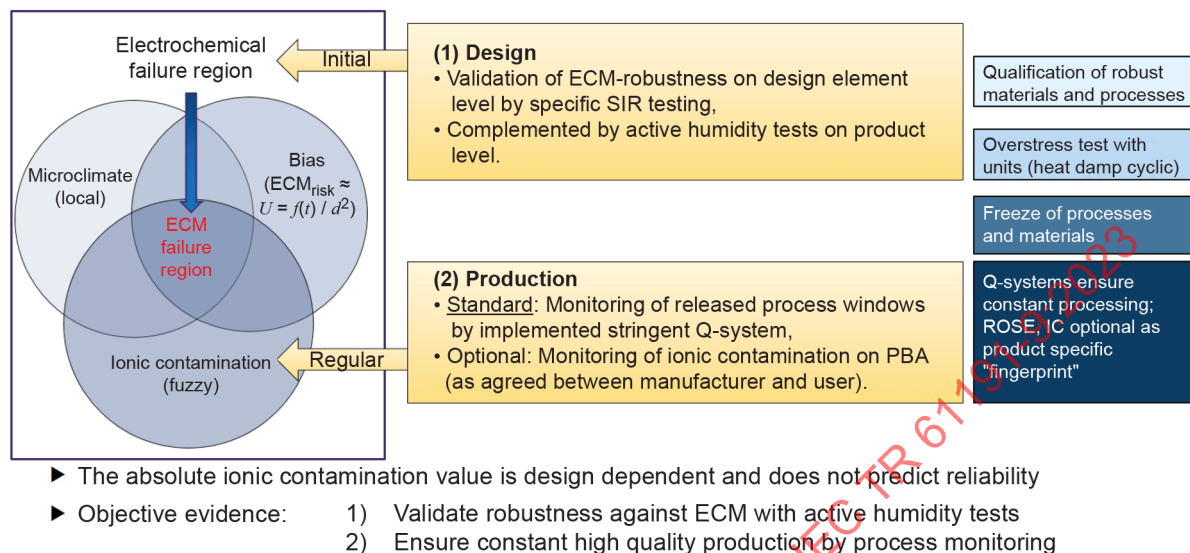 Electrochemical
failure region
Initial
Microclimate
(local)
Bias
(ECMrisk ≈
U = f(t) / d²)
ECM
failure
region
Ionic contamination
(fuzzy)
Regular
(1) Design
• Validation of ECM-robustness on design element
level by specific SIR testing,
• Complemented by active humidity tests on product
level.
(2) Production
• Standard: Monitoring of released process windows
by implemented stringent Q-system,
• Optional: Monitoring of ionic contamination on PBA
(as agreed between manufacturer and user).
Qualification of robust
materials and processes
Overstress test with
units (heat damp cyclic)
Freeze of processes
and materials
Q-systems ensure
constant processing;
ROSE, IC optional as
product specific
"fingerprint"
► The absolute ionic contamination value is design dependent and does not predict reliability
► Objective evidence: 1) Validate robustness against ECM with active humidity tests
2) Ensure constant high quality production by process monitoring
IEC TR 61191-9:2023